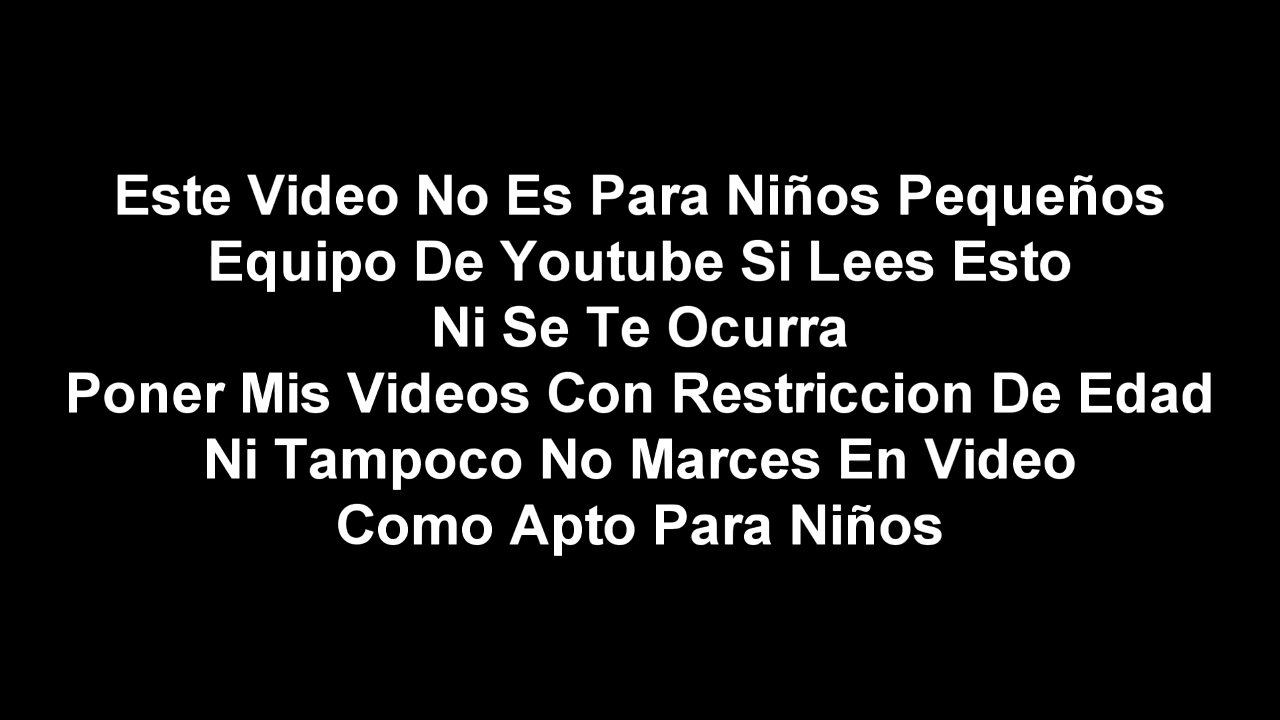 Este Video No Es Para Niños Pequeños
Equipo De Youtube Si Lees Esto
Ni Se Te Ocurra
Poner Mis Videos Con Restriccion De Edad
Ni Tampoco No Marces En Video
Como Apto Para Niños